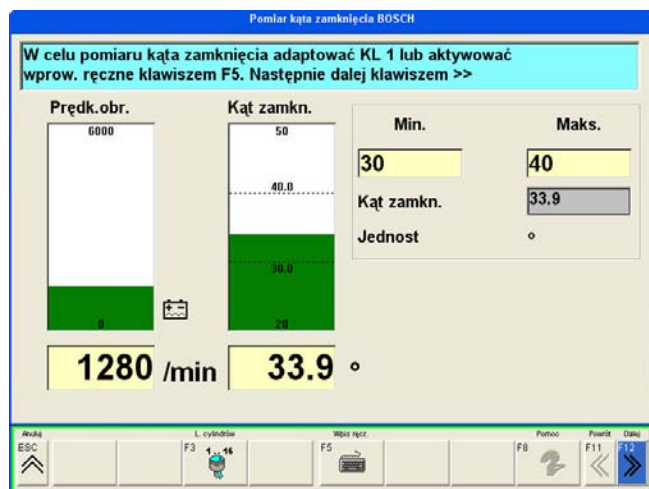 Pomiar kąta zamknięcia BOSCH
W celu pomiaru kąta zamknięcia adaptować KL 1 lub aktywować
wprow. ręczne klawiszem F5. Następnie dalej klawiszem >>
Prędk.obr.
Kąt zamkn.
6000
0
50
40.0
30.0
20
Min.
Maks.
30
40
Kąt zamkn.
33.9
Jednost
°
1280 /min
33.9 °
Anuluj
L. cylindrów
Wpis ręcz.
Pomoc
Powrót
Dalej
ESC
F3 1..16
F5
F8
F11
F12